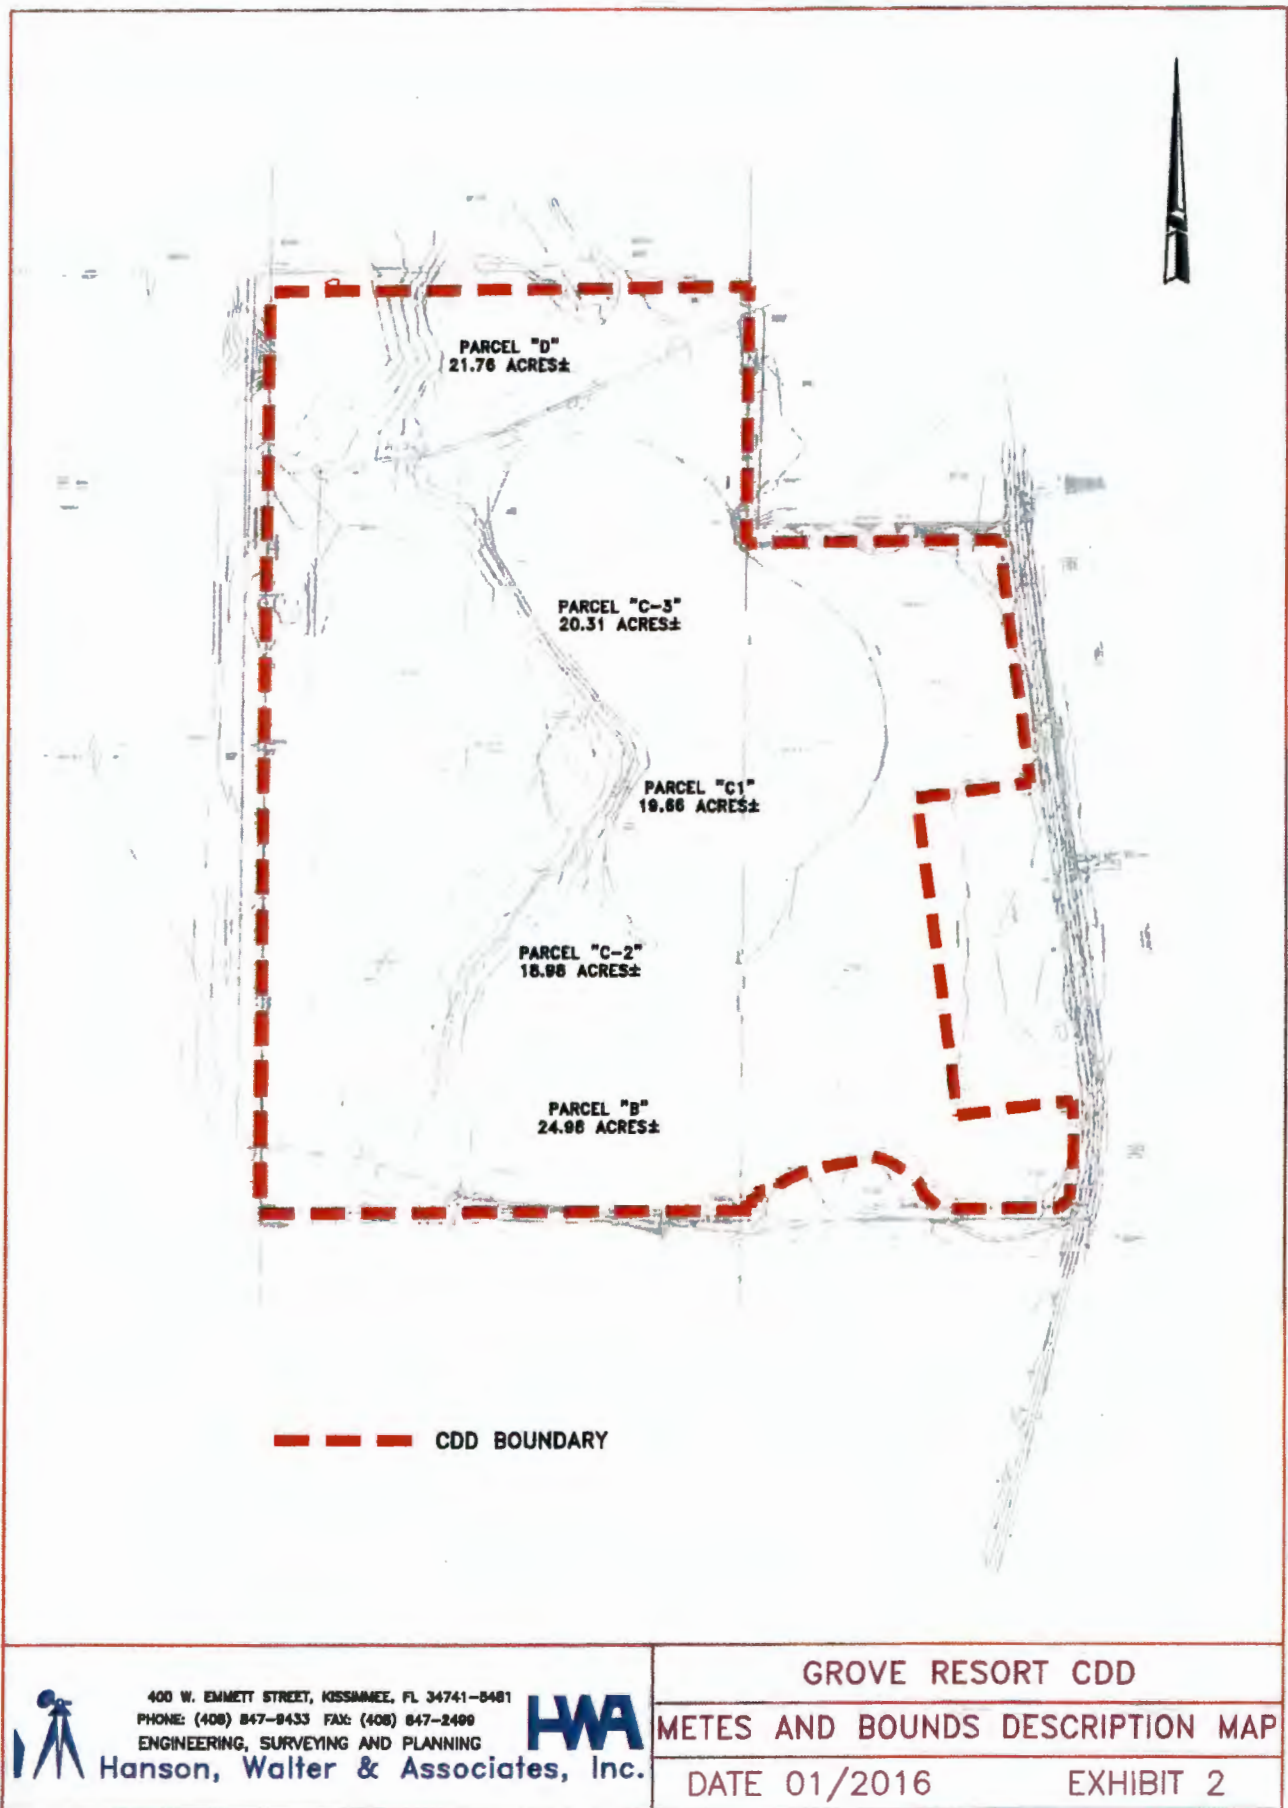 PARCEL "D"
21.76 ACRES±
PARCEL "C-3"
20.31 ACRES±
PARCEL "C1"
19.66 ACRES±
PARCEL "C-2"
18.98 ACRES±
PARCEL "B"
24.98 ACRES±
CDD BOUNDARY
400 W. EMMETT STREET, KISSIMMEE, FL 34741-5481
PHONE: (408) 847-9433 FAX: (408) 847-2499
ENGINEERING, SURVEYING AND PLANNING
HWA
Hanson, Walter & Associates, Inc.
GROVE RESORT CDD
METES AND BOUNDS DESCRIPTION MAP
DATE 01/2016 EXHIBIT 2